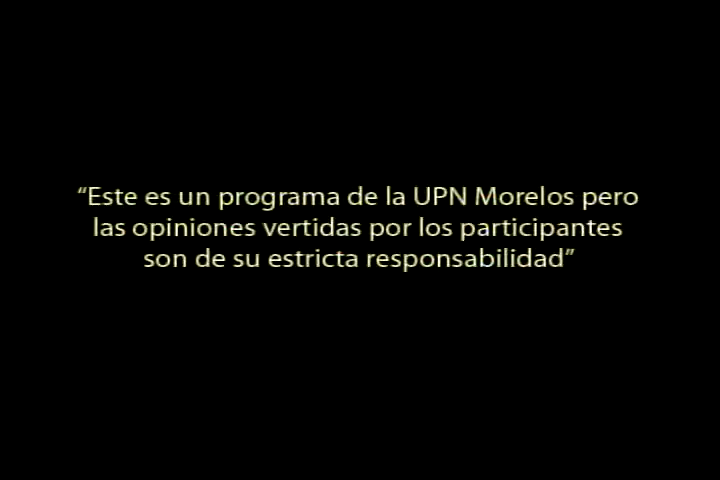 “Este es un programa de la UPN Morelos pero
las opiniones vertidas por los participantes
son de su estricta responsabilidad”